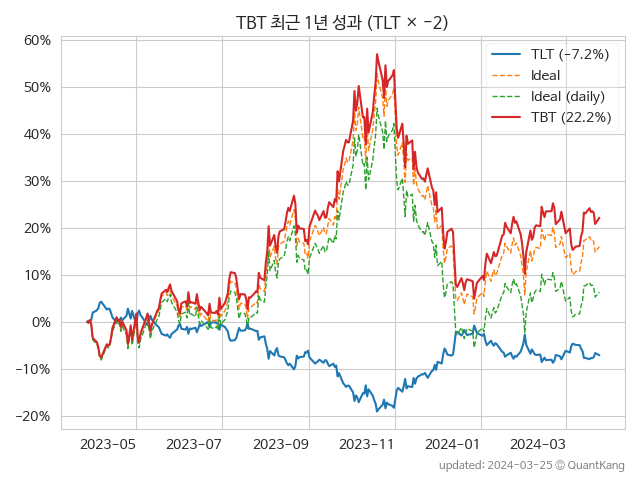 TBT 최근 1년 성과 (TLT × −2)
60%
50%
40%
30%
20%
10%
0%
−10%
−20%
TLT (−7.2%)
Ideal
Ideal (daily)
TBT (22.2%)
2023-05
2023-07
2023-09
2023-11
2024-01
2024-03
updated: 2024-03-25 © QuantKang